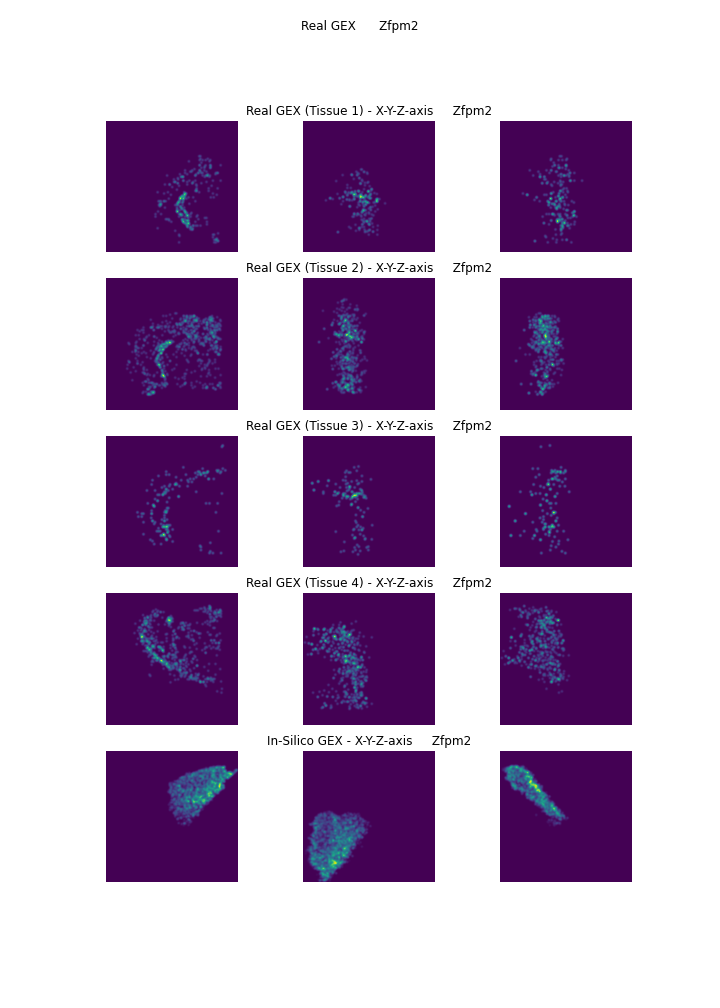 Real GEX Zfpm2
Real GEX (Tissue 1) - X-Y-Z-axis Zfpm2
Real GEX (Tissue 2) - X-Y-Z-axis Zfpm2
Real GEX (Tissue 3) - X-Y-Z-axis Zfpm2
Real GEX (Tissue 4) - X-Y-Z-axis Zfpm2
In-Silico GEX - X-Y-Z-axis Zfpm2